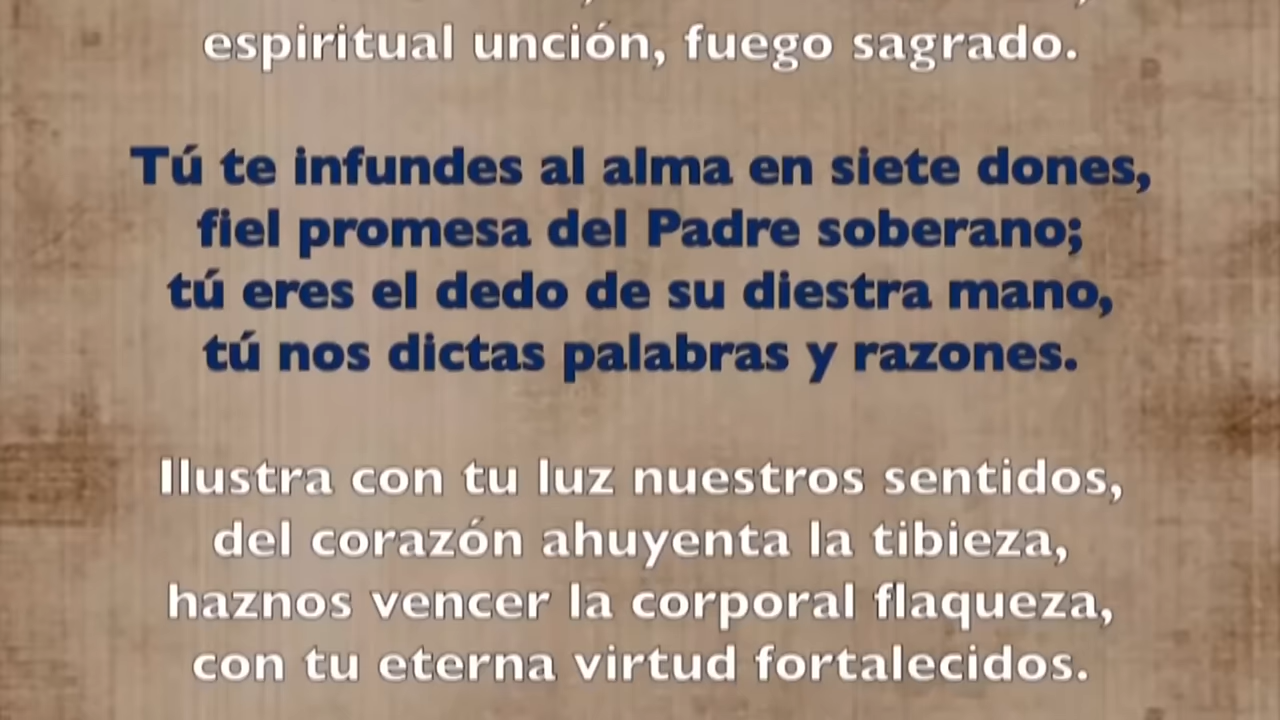 espiritual unción, fuego sagrado.
Tú te infundes al alma en siete dones,
fiel promesa del Padre soberano;
tú eres el dedo de su diestra mano,
tú nos dictas palabras y razones.
Ilustra con tu luz nuestros sentidos,
del corazón ahuyenta la tibieza,
haznos vencer la corporal flaqueza,
con tu eterna virtud fortalecidos.